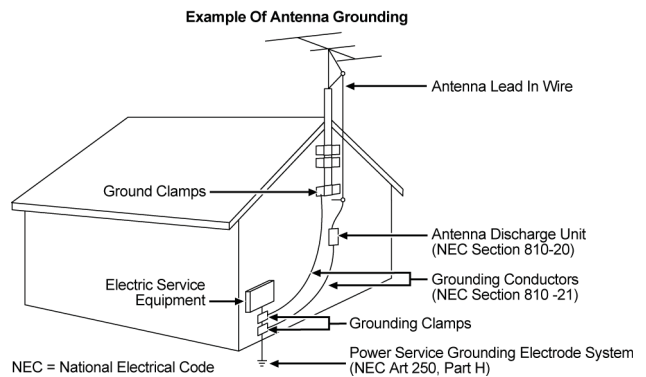 Example Of Antenna Grounding
Antenna Lead In Wire
Ground Clamps
Antenna Discharge Unit
(NEC Section 810-20)
Electric Service
Equipment
Grounding Conductors
(NEC Section 810 -21)
Grounding Clamps
Power Service Grounding Electrode System
(NEC Art 250, Part H)
NEC = National Electrical Code